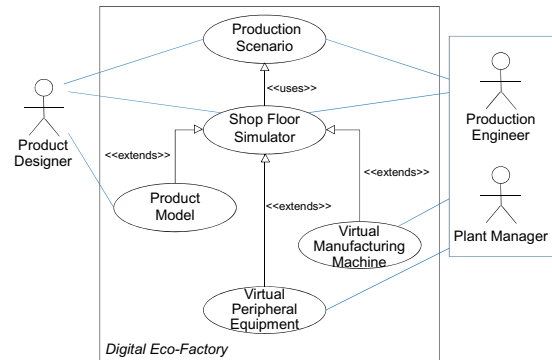 Production
Scenario
<<uses>>
Product
Designer
Shop Floor
Simulator
Production
Engineer
<<extends>>
<<extends>>
<<extends>>
Product
Model
Virtual
Manufacturing
Machine
Plant Manager
Virtual
Peripheral
Equipment
Digital Eco-Factory